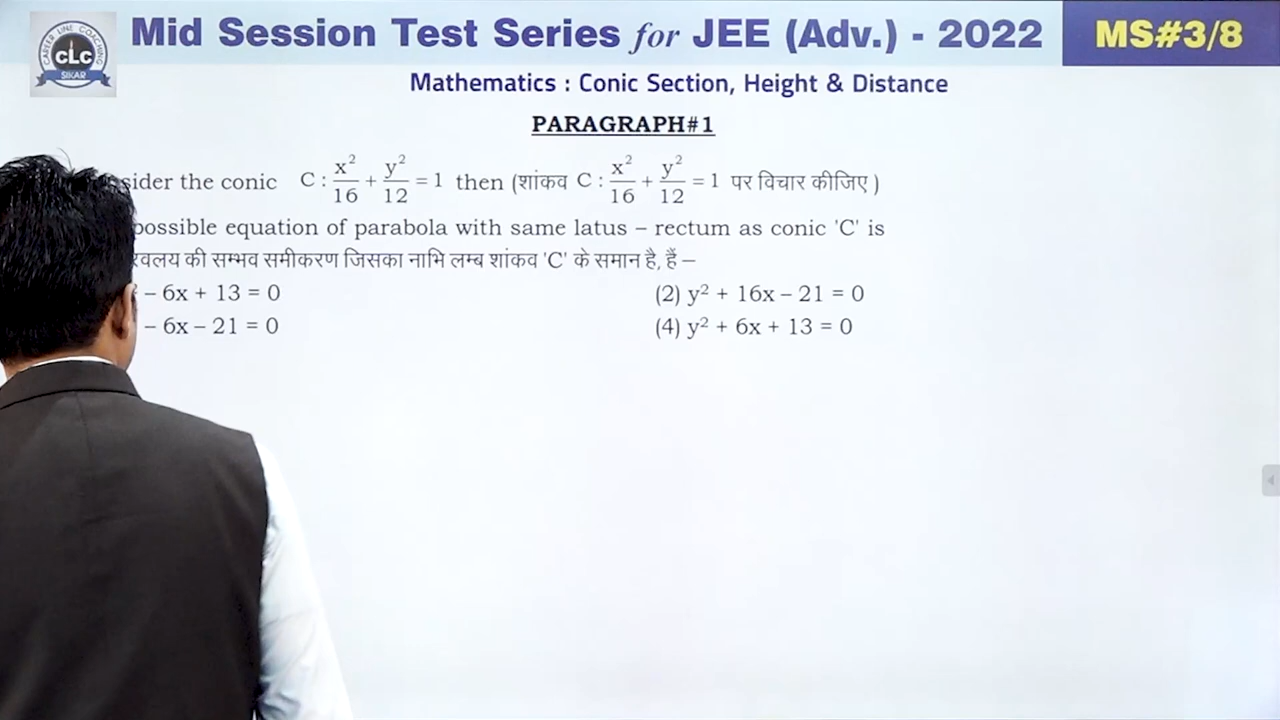 Mid Session Test Series for JEE (Adv.) - 2022 MS#3/8
CAREER LINE COACHING CLC SIKAR
Mathematics : Conic Section, Height & Distance
PARAGRAPH#1
sider the conic C : x²/16 + y²/12 = 1 then (शांकव C : x²/16 + y²/12 = 1 पर विचार कीजिए )
possible equation of parabola with same latus – rectum as conic 'C' is
वलय की सम्भव समीकरण जिसका नाभि लम्ब शांकव 'C' के समान है, हैं –
– 6x + 13 = 0 (2) y² + 16x – 21 = 0
– 6x – 21 = 0 (4) y² + 6x + 13 = 0